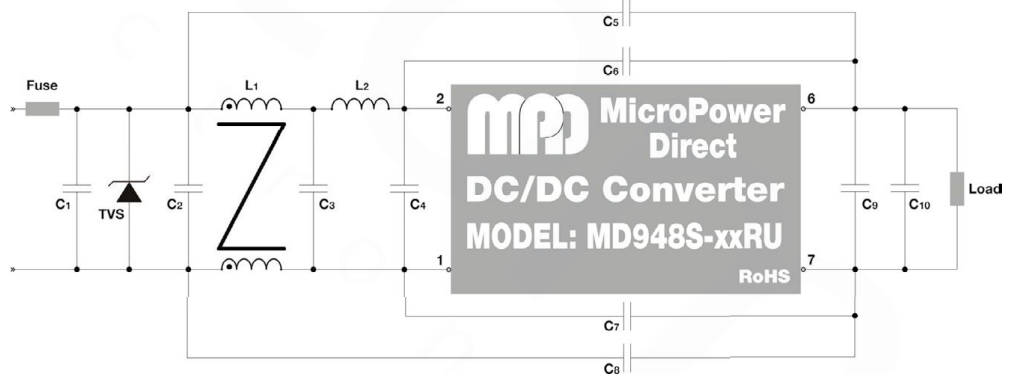 C5
C6
Fuse
L1
L2
2
6
MPD
MicroPower
Direct
DC/DC Converter
MODEL: MD948S-xxRU
RoHS
C1
TVS
C2
C3
C4
C9
C10
Load
1
7
C7
C8